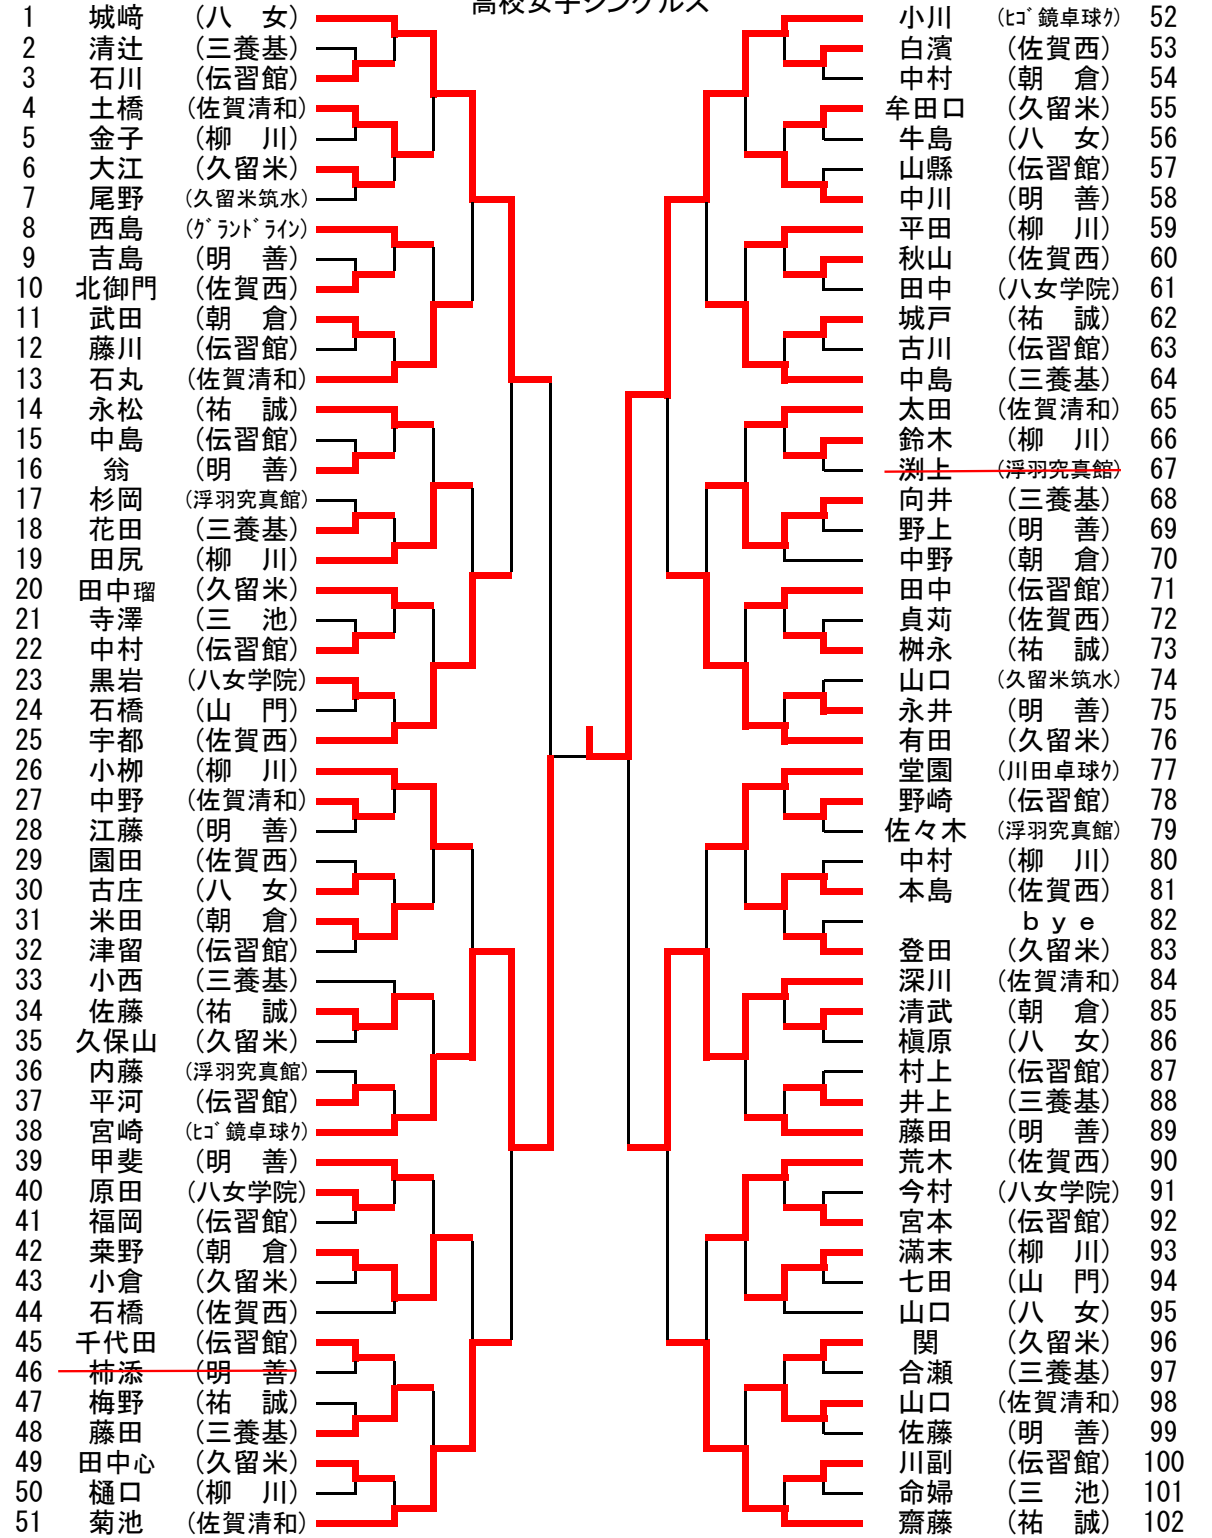 高校女子シングルス
1 城﨑 (八　女)
2 清辻 (三養基)
3 石川 (伝習館)
4 土橋 (佐賀清和)
5 金子 (柳　川)
6 大江 (久留米)
7 尾野 (久留米筑水)
8 西島 (グランドライン)
9 吉島 (明　善)
10 北御門 (佐賀西)
11 武田 (朝　倉)
12 藤川 (伝習館)
13 石丸 (佐賀清和)
14 永松 (祐　誠)
15 中島 (伝習館)
16 翁 (明　善)
17 杉岡 (浮羽究真館)
18 花田 (三養基)
19 田尻 (柳　川)
20 田中瑠 (久留米)
21 寺澤 (三　池)
22 中村 (伝習館)
23 黒岩 (八女学院)
24 石橋 (山　門)
25 宇都 (佐賀西)
26 小栁 (柳　川)
27 中野 (佐賀清和)
28 江藤 (明　善)
29 園田 (佐賀西)
30 古庄 (八　女)
31 米田 (朝　倉)
32 津留 (伝習館)
33 小西 (三養基)
34 佐藤 (祐　誠)
35 久保山 (久留米)
36 内藤 (浮羽究真館)
37 平河 (伝習館)
38 宮崎 (ﾋｺﾞ鏡卓球ｸ)
39 甲斐 (明　善)
40 原田 (八女学院)
41 福岡 (伝習館)
42 桒野 (朝　倉)
43 小倉 (久留米)
44 石橋 (佐賀西)
45 千代田 (伝習館)
46 柿添 (明　善)
47 梅野 (祐　誠)
48 藤田 (三養基)
49 田中心 (久留米)
50 樋口 (柳　川)
51 菊池 (佐賀清和)
小川 (ﾋｺﾞ鏡卓球ｸ) 52
白濱 (佐賀西) 53
中村 (朝　倉) 54
牟田口 (久留米) 55
牛島 (八　女) 56
山縣 (伝習館) 57
中川 (明　善) 58
平田 (柳　川) 59
秋山 (佐賀西) 60
田中 (八女学院) 61
城戸 (祐　誠) 62
古川 (伝習館) 63
中島 (三養基) 64
太田 (佐賀清和) 65
鈴木 (柳　川) 66
渕上 (浮羽究真館) 67
向井 (三養基) 68
野上 (明　善) 69
中野 (朝　倉) 70
田中 (伝習館) 71
貞苅 (佐賀西) 72
桝永 (祐　誠) 73
山口 (久留米筑水) 74
永井 (明　善) 75
有田 (久留米) 76
堂園 (川田卓球ｸ) 77
野崎 (伝習館) 78
佐々木 (浮羽究真館) 79
中村 (柳　川) 80
本島 (佐賀西) 81
ｂｙｅ 82
登田 (久留米) 83
深川 (佐賀清和) 84
清武 (朝　倉) 85
槇原 (八　女) 86
村上 (伝習館) 87
井上 (三養基) 88
藤田 (明　善) 89
荒木 (佐賀西) 90
今村 (八女学院) 91
宮本 (伝習館) 92
滿末 (柳　川) 93
七田 (山　門) 94
山口 (八　女) 95
関 (久留米) 96
合瀬 (三養基) 97
山口 (佐賀清和) 98
佐藤 (明　善) 99
川副 (伝習館) 100
命婦 (三　池) 101
齋藤 (祐　誠) 102